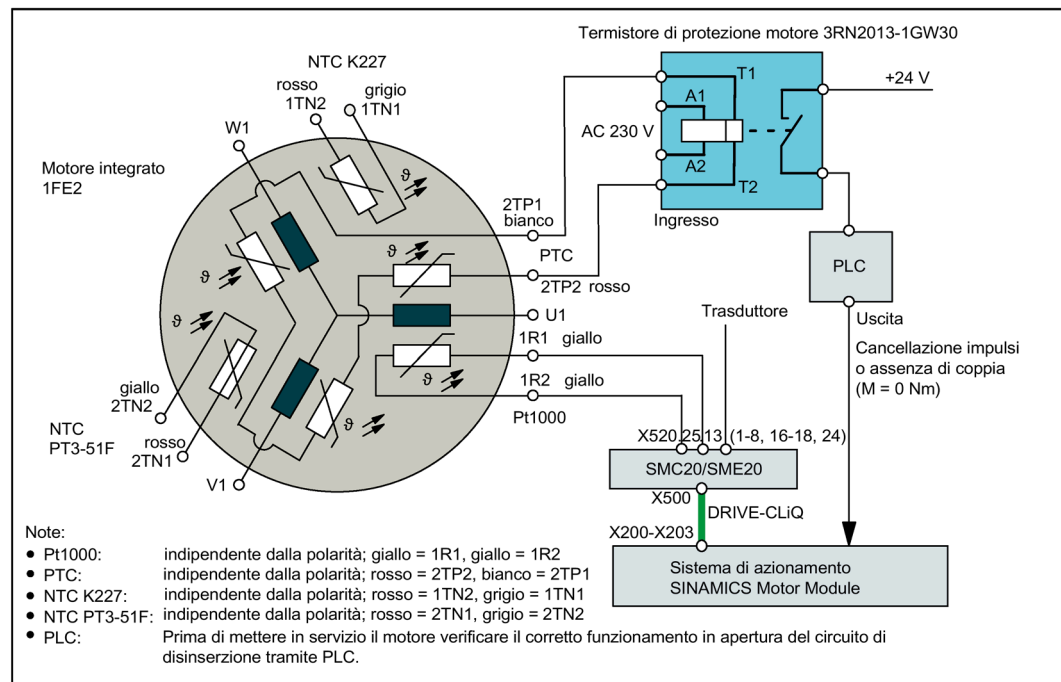 Termistore di protezione motore 3RN2013-1GW30
NTC K227
rosso
1TN2
grigio
1TN1
W1
Motore integrato
1FE2
T1
+24 V
A1
AC 230 V
A2
T2
Ingresso
2TP1
bianco
PTC
2TP2 rosso
ϑ
ϑ
ϑ
ϑ
ϑ
ϑ
U1
1R1 giallo
1R2 giallo
Pt1000
PLC
Uscita
Trasduttore
Cancellazione impulsi
o assenza di coppia
(M = 0 Nm)
giallo
2TN2
NTC
PT3-51F
rosso
2TN1
V1
X520 25 13 (1-8, 16-18, 24)
SMC20/SME20
X500
DRIVE-CLiQ
X200-X203
Sistema di azionamento
SINAMICS Motor Module
Note:
• Pt1000: indipendente dalla polarità; giallo = 1R1, giallo = 1R2
• PTC: indipendente dalla polarità; rosso = 2TP2, bianco = 2TP1
• NTC K227: indipendente dalla polarità; rosso = 1TN2, grigio = 1TN1
• NTC PT3-51F: indipendente dalla polarità; rosso = 2TN1, grigio = 2TN2
• PLC: Prima di mettere in servizio il motore verificare il corretto funzionamento in apertura del circuito di
disinserzione tramite PLC.